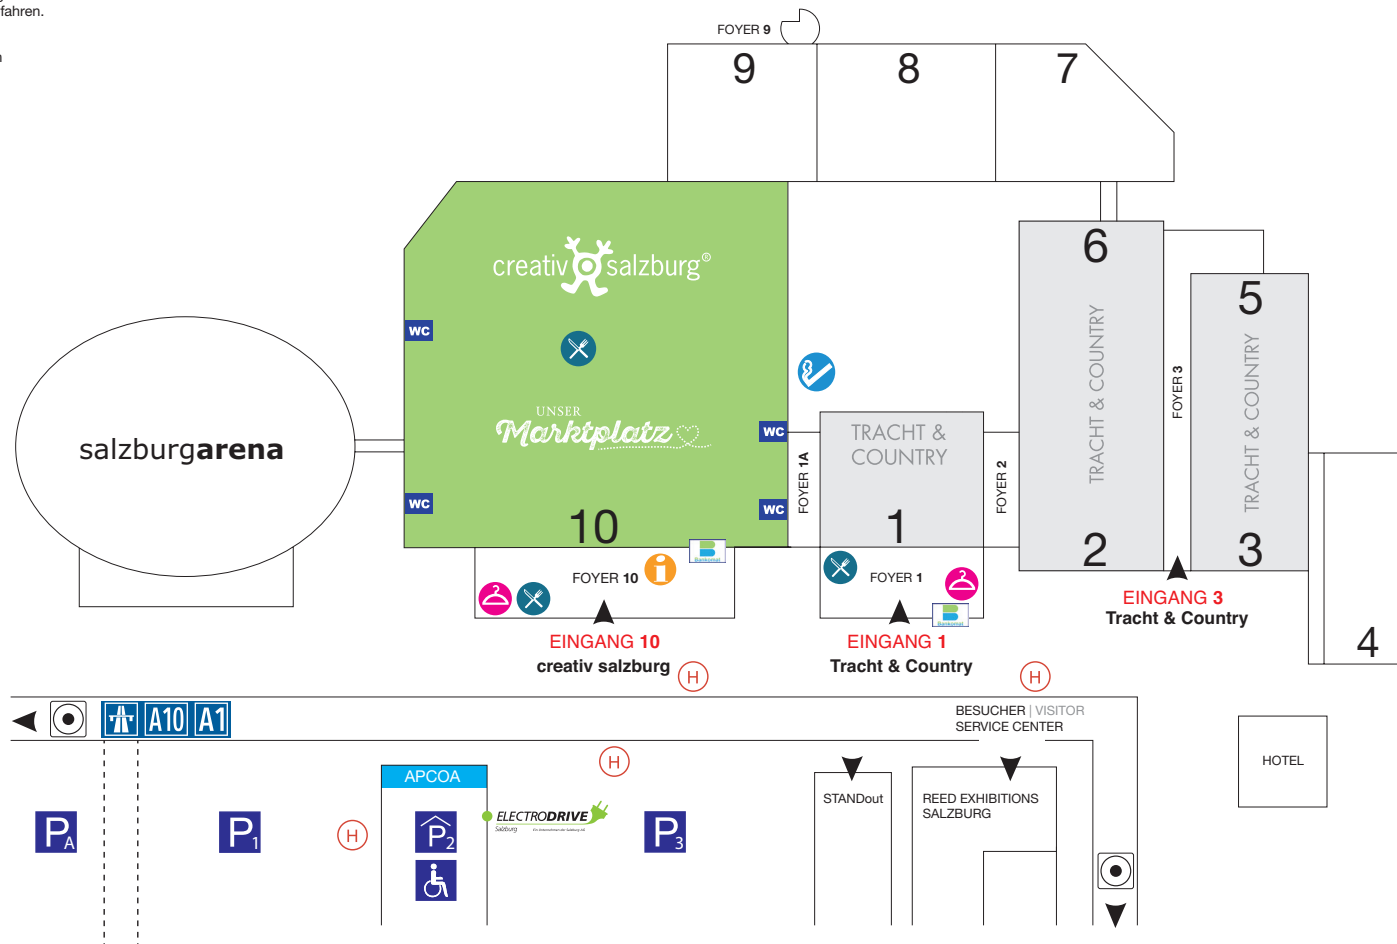 fahren.
FOYER 9
9
8
7
creativ salzburg®
6
5
WC
TRACHT & COUNTRY
TRACHT & COUNTRY
FOYER 3
UNSER
Marktplatz
WC
TRACHT &
COUNTRY
salzburgarena
FOYER 1A
FOYER 2
WC
WC
10
1
2
3
Bankomat
FOYER 10
i
FOYER 1
Bankomat
EINGANG 10
creativ salzburg
EINGANG 1
Tracht & Country
EINGANG 3
Tracht & Country
4
H
H
A10
A1
BESUCHER | VISITOR
SERVICE CENTER
H
HOTEL
APCOA
STANDout
REED EXHIBITIONS
SALZBURG
ELECTRODRIVE
Salzburg
PA
P1
H
P2
P3